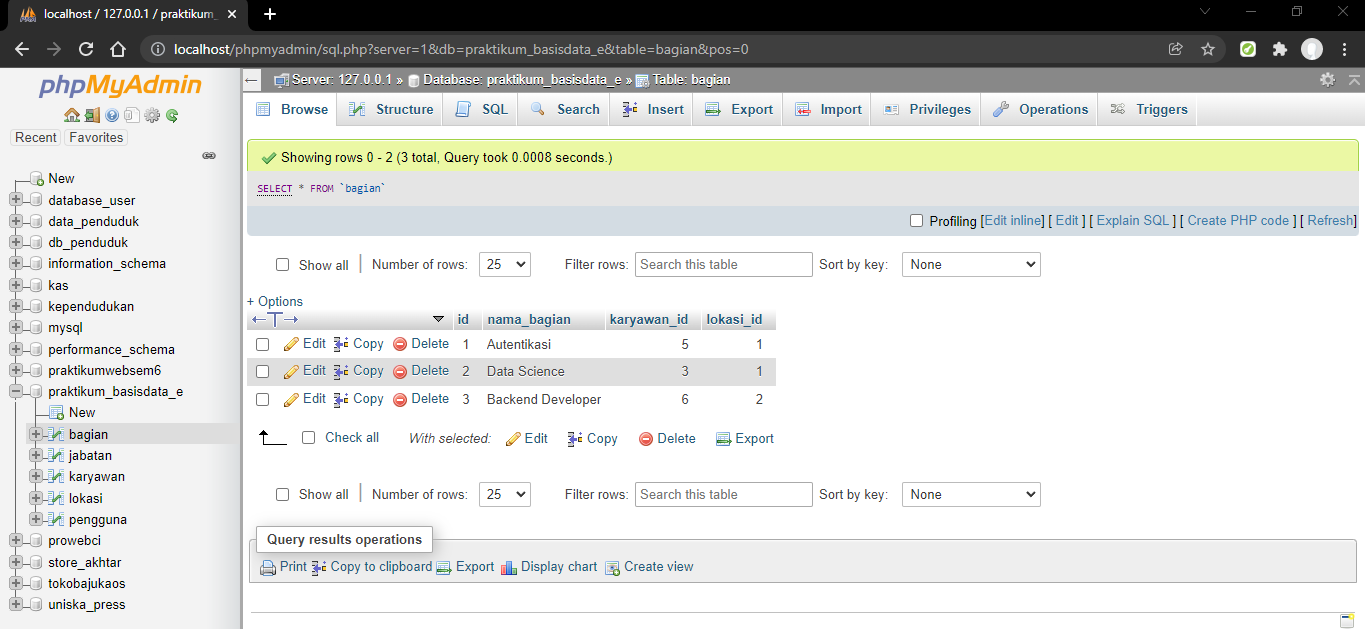 localhost / 127.0.0.1 / praktikum_
localhost/phpmyadmin/sql.php?server=1&db=praktikum_basisdata_e&table=bagian&pos=0
phpMyAdmin
Recent Favorites
New
database_user
data_penduduk
db_penduduk
information_schema
kas
kependudukan
mysql
performance_schema
praktikumwebsem6
praktikum_basisdata_e
New
bagian
jabatan
karyawan
lokasi
pengguna
prowebci
store_akhtar
tokobajukaos
uniska_press
Server: 127.0.0.1 » Database: praktikum_basisdata_e » Table: bagian
Browse Structure SQL Search Insert Export Import Privileges Operations Triggers
Showing rows 0 - 2 (3 total, Query took 0.0008 seconds.)
SELECT * FROM `bagian`
Profiling [Edit inline] [ Edit ] [ Explain SQL ] [ Create PHP code ] [ Refresh]
Show all Number of rows: 25 Filter rows: Search this table Sort by key: None
+ Options
id nama_bagian karyawan_id lokasi_id
Edit Copy Delete 1 Autentikasi 5 1
Edit Copy Delete 2 Data Science 3 1
Edit Copy Delete 3 Backend Developer 6 2
Check all With selected: Edit Copy Delete Export
Show all Number of rows: 25 Filter rows: Search this table Sort by key: None
Query results operations
Print Copy to clipboard Export Display chart Create view